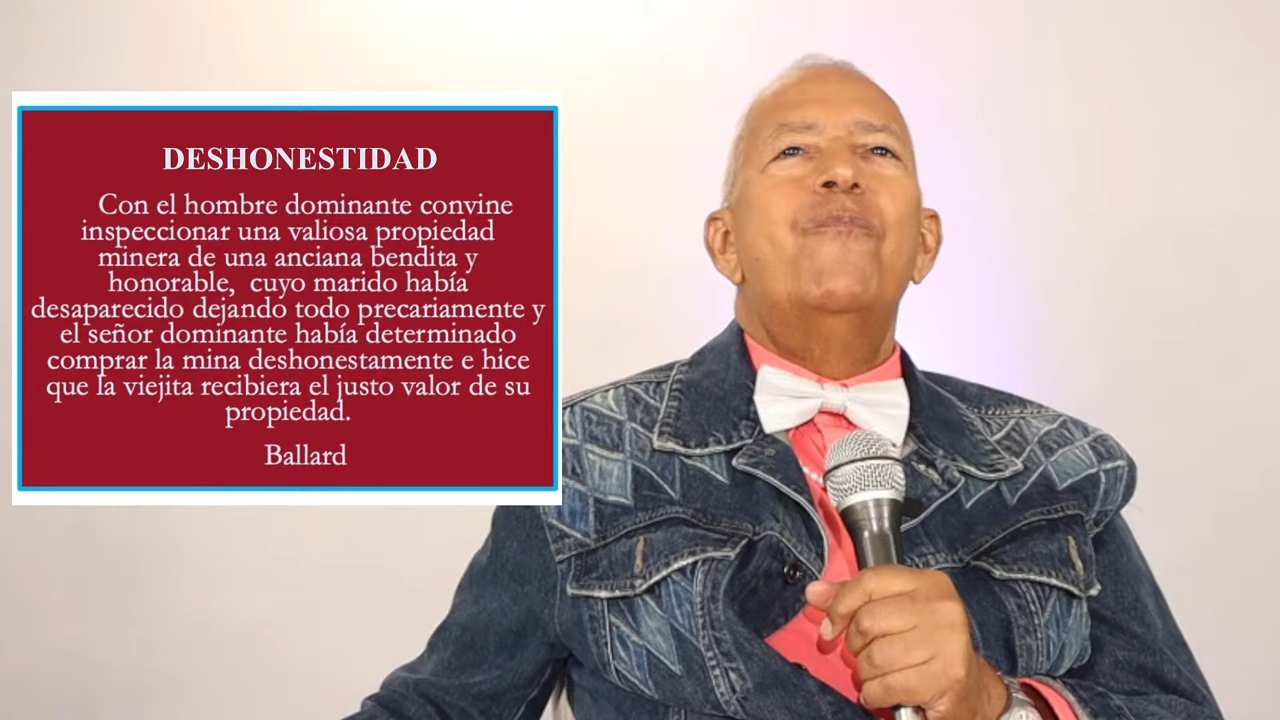 DESHONESTIDAD
Con el hombre dominante convine
inspeccionar una valiosa propiedad
minera de una anciana bendita y
honorable,  cuyo marido había
desaparecido dejando todo precariamente y
el señor dominante había determinado
comprar la mina deshonestamente e hice
que la viejita recibiera el justo valor de su
propiedad.
Ballard